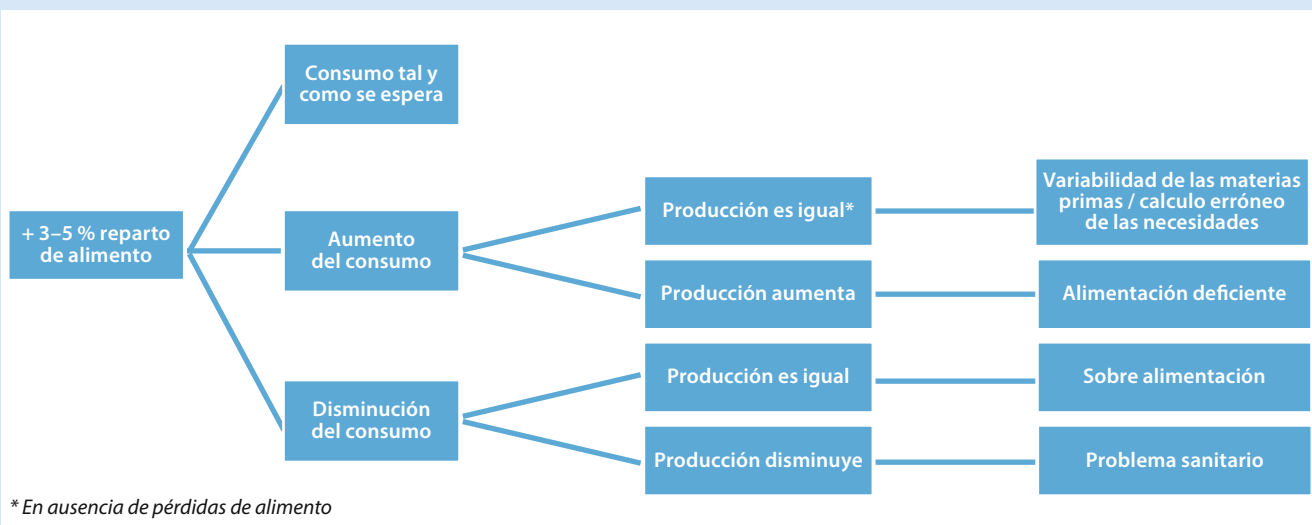 + 3–5 % reparto
de alimento
Consumo tal y
como se espera
Aumento
del consumo
Disminución
del consumo
Producción es igual*
Producción aumenta
Producción es igual
Producción disminuye
Variabilidad de las materias
primas / calculo erróneo
de las necesidades
Alimentación deficiente
Sobre alimentación
Problema sanitario
* En ausencia de pérdidas de alimento